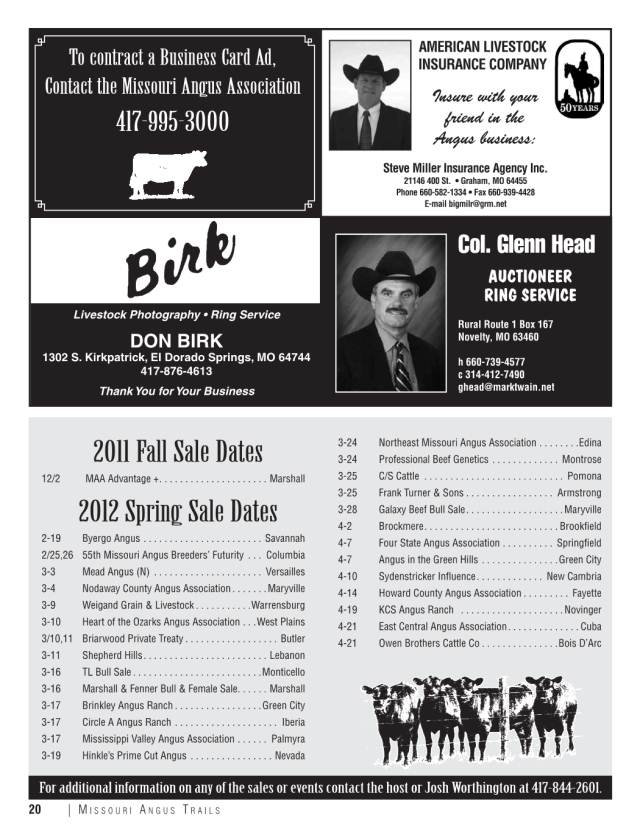 To contract a Business Card Ad,
Contact the Missouri Angus Association
417-995-3000
AMERICAN LIVESTOCK
INSURANCE COMPANY
Insure with your
friend in the
Angus business:
50 YEARS
Steve Miller Insurance Agency Inc.
21146 400 St. • Graham, MO 64455
Phone 660-582-1334 • Fax 660-939-4428
E-mail bigmilr@grm.net
Birk
Livestock Photography • Ring Service
DON BIRK
1302 S. Kirkpatrick, El Dorado Springs, MO 64744
417-876-4613
Thank You for Your Business
Col. Glenn Head
AUCTIONEER
RING SERVICE
Rural Route 1 Box 167
Novelty, MO 63460
h 660-739-4577
c 314-412-7490
ghead@marktwain.net
2011 Fall Sale Dates
12/2 MAA Advantage +. . . . . . . . . . . . . . . . . . . . . Marshall
2012 Spring Sale Dates
2-19 Byergo Angus . . . . . . . . . . . . . . . . . . . . . . . Savannah
2/25,26 55th Missouri Angus Breeders' Futurity . . . Columbia
3-3 Mead Angus (N) . . . . . . . . . . . . . . . . . . . . . Versailles
3-4 Nodaway County Angus Association . . . . . . . Maryville
3-9 Weigand Grain & Livestock . . . . . . . . . . Warrensburg
3-10 Heart of the Ozarks Angus Association . . . West Plains
3/10,11 Briarwood Private Treaty . . . . . . . . . . . . . . . . . . Butler
3-11 Shepherd Hills. . . . . . . . . . . . . . . . . . . . . . . . Lebanon
3-16 TL Bull Sale . . . . . . . . . . . . . . . . . . . . . . . . . Monticello
3-16 Marshall & Fenner Bull & Female Sale. . . . . . Marshall
3-17 Brinkley Angus Ranch . . . . . . . . . . . . . . . . . Green City
3-17 Circle A Angus Ranch . . . . . . . . . . . . . . . . . . . . Iberia
3-17 Mississippi Valley Angus Association . . . . . . Palmyra
3-19 Hinkle's Prime Cut Angus . . . . . . . . . . . . . . . . Nevada
3-24 Northeast Missouri Angus Association . . . . . . . . Edina
3-24 Professional Beef Genetics . . . . . . . . . . . . . Montrose
3-25 C/S Cattle . . . . . . . . . . . . . . . . . . . . . . . . . . . Pomona
3-25 Frank Turner & Sons . . . . . . . . . . . . . . . . . Armstrong
3-28 Galaxy Beef Bull Sale. . . . . . . . . . . . . . . . . . . Maryville
4-2 Brockmere. . . . . . . . . . . . . . . . . . . . . . . . . . Brookfield
4-7 Four State Angus Association . . . . . . . . . . Springfield
4-7 Angus in the Green Hills . . . . . . . . . . . . . . . Green City
4-10 Sydenstricker Influence. . . . . . . . . . . . . New Cambria
4-14 Howard County Angus Association . . . . . . . . . Fayette
4-19 KCS Angus Ranch . . . . . . . . . . . . . . . . . . . . Novinger
4-21 East Central Angus Association. . . . . . . . . . . . . . Cuba
4-21 Owen Brothers Cattle Co . . . . . . . . . . . . . . . Bois D'Arc
For additional information on any of the sales or events contact the host or Josh Worthington at 417-844-2601.
20 | MISSOURI ANGUS TRAILS